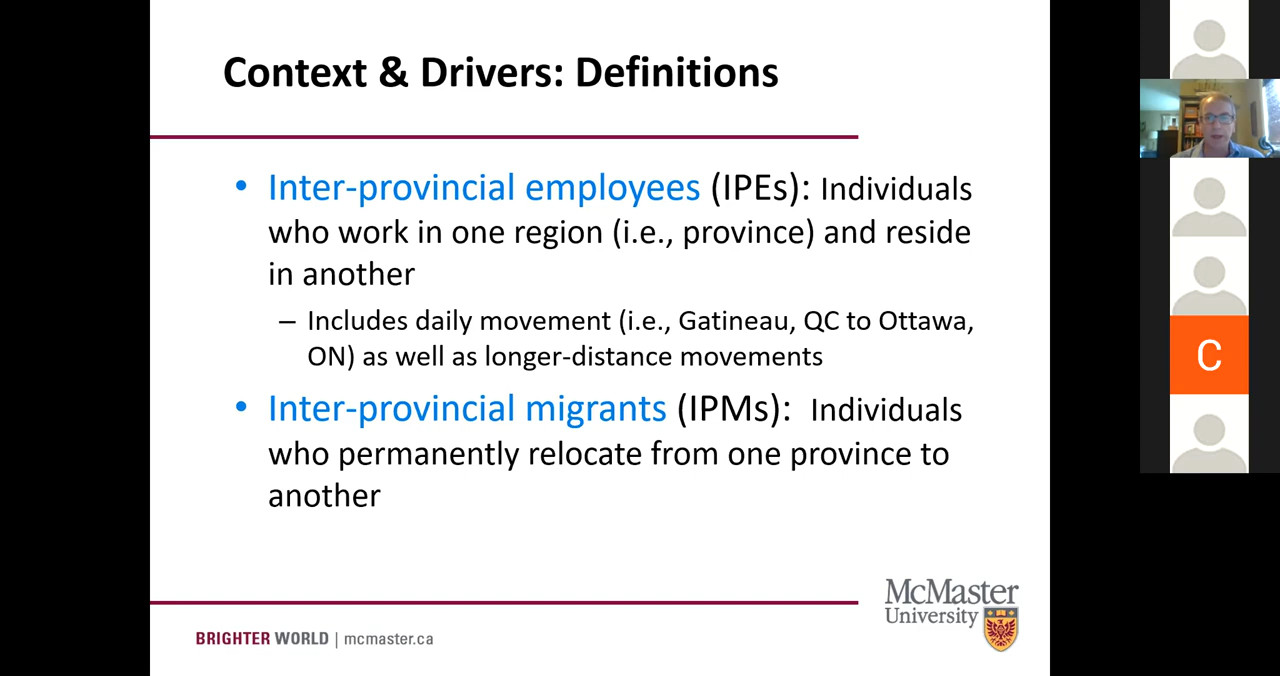 Context & Drivers: Definitions
• Inter-provincial employees (IPEs): Individuals
who work in one region (i.e., province) and reside
in another
– Includes daily movement (i.e., Gatineau, QC to Ottawa,
ON) as well as longer-distance movements
• Inter-provincial migrants (IPMs): Individuals
who permanently relocate from one province to
another
BRIGHTER WORLD | mcmaster.ca
McMaster
University
C